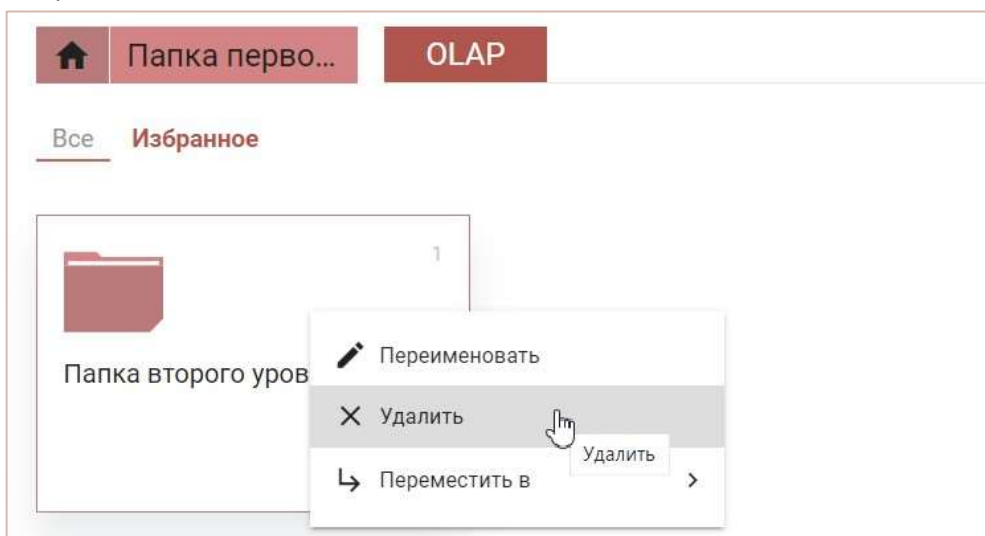 Папка перво... OLAP
Все Избранное
1
Папка второго уров
Переименовать
Удалить
Удалить
Переместить в